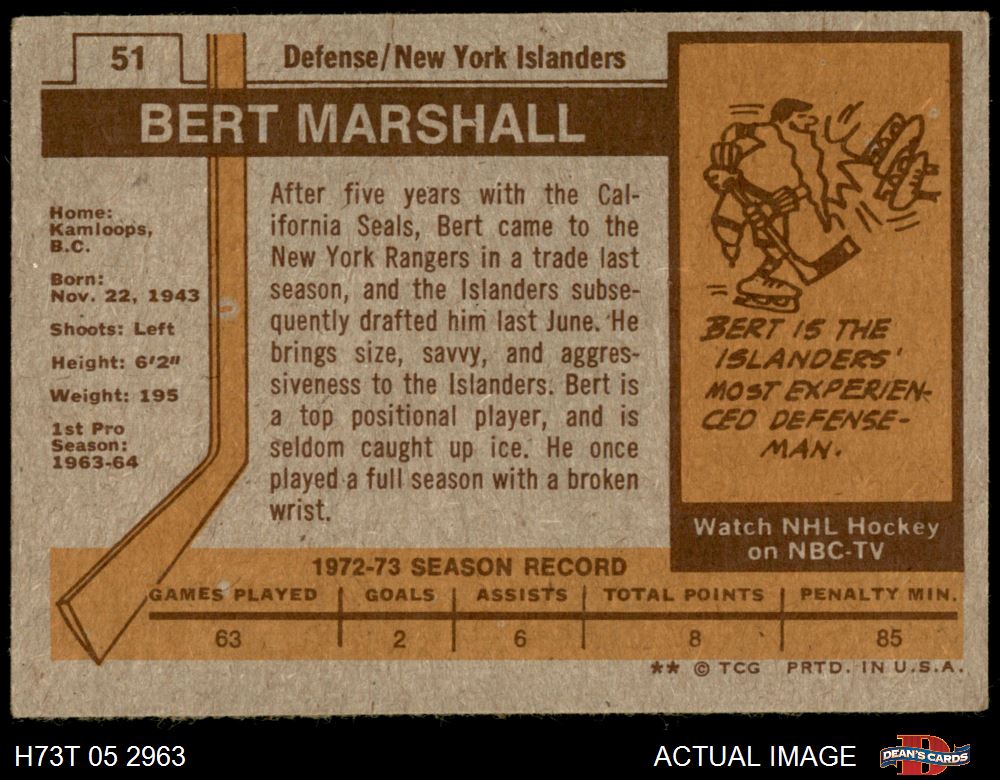 51
Defense/New York Islanders
BERT MARSHALL
Home:
Kamloops,
B.C.
Born:
Nov. 22, 1943
Shoots: Left
Height: 6'2"
Weight: 195
1st Pro
Season:
1963-64
After five years with the Cal-
ifornia Seals, Bert came to the
New York Rangers in a trade last
season, and the Islanders subse-
quently drafted him last June. He
brings size, savvy, and aggres-
siveness to the Islanders. Bert is
a top positional player, and is
seldom caught up ice. He once
played a full season with a broken
wrist.
BERT IS THE
ISLANDERS'
MOST EXPERIEN-
CED DEFENSE-
MAN.
Watch NHL Hockey
on NBC-TV
1972-73 SEASON RECORD
GAMES PLAYED GOALS ASSISTS TOTAL POINTS PENALTY MIN.
63 2 6 8 85
** © TCG PRTD. IN U.S.A.
H73T 05 2963
ACTUAL IMAGE
DEAN'S CARDS